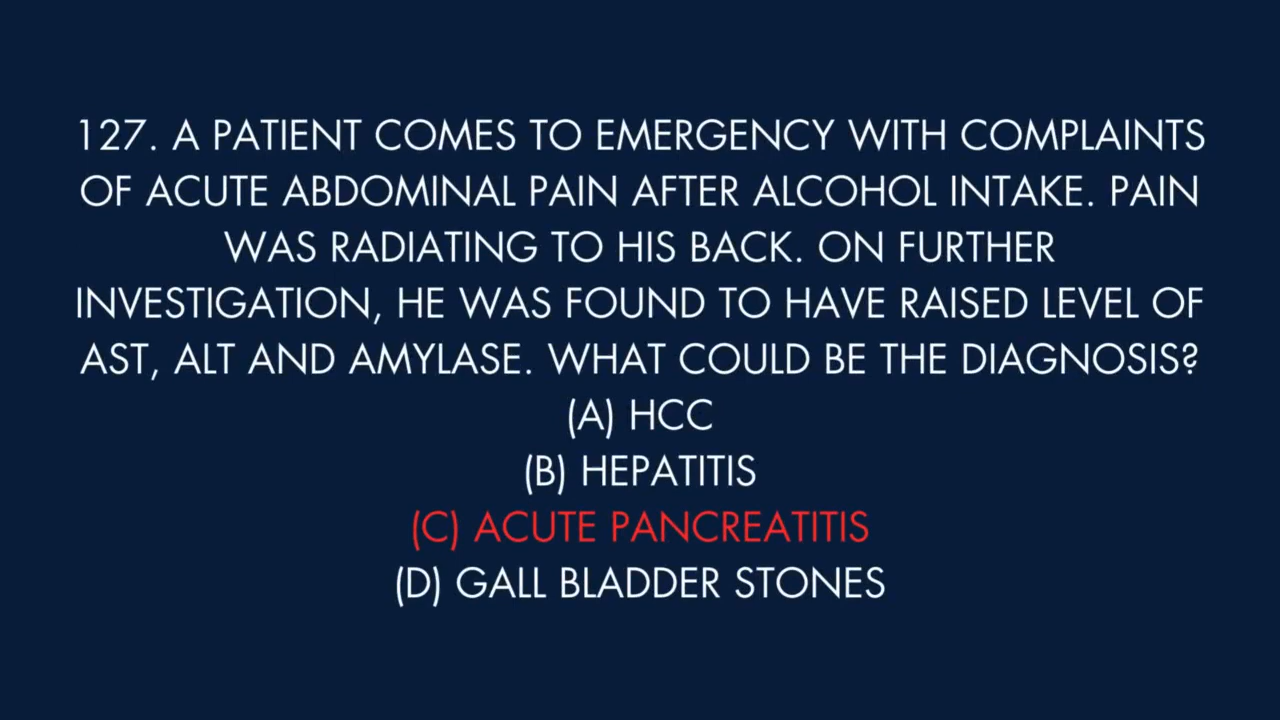 127. A PATIENT COMES TO EMERGENCY WITH COMPLAINTS
OF ACUTE ABDOMINAL PAIN AFTER ALCOHOL INTAKE. PAIN
WAS RADIATING TO HIS BACK. ON FURTHER
INVESTIGATION, HE WAS FOUND TO HAVE RAISED LEVEL OF
AST, ALT AND AMYLASE. WHAT COULD BE THE DIAGNOSIS?
(A) HCC
(B) HEPATITIS
(C) ACUTE PANCREATITIS
(D) GALL BLADDER STONES